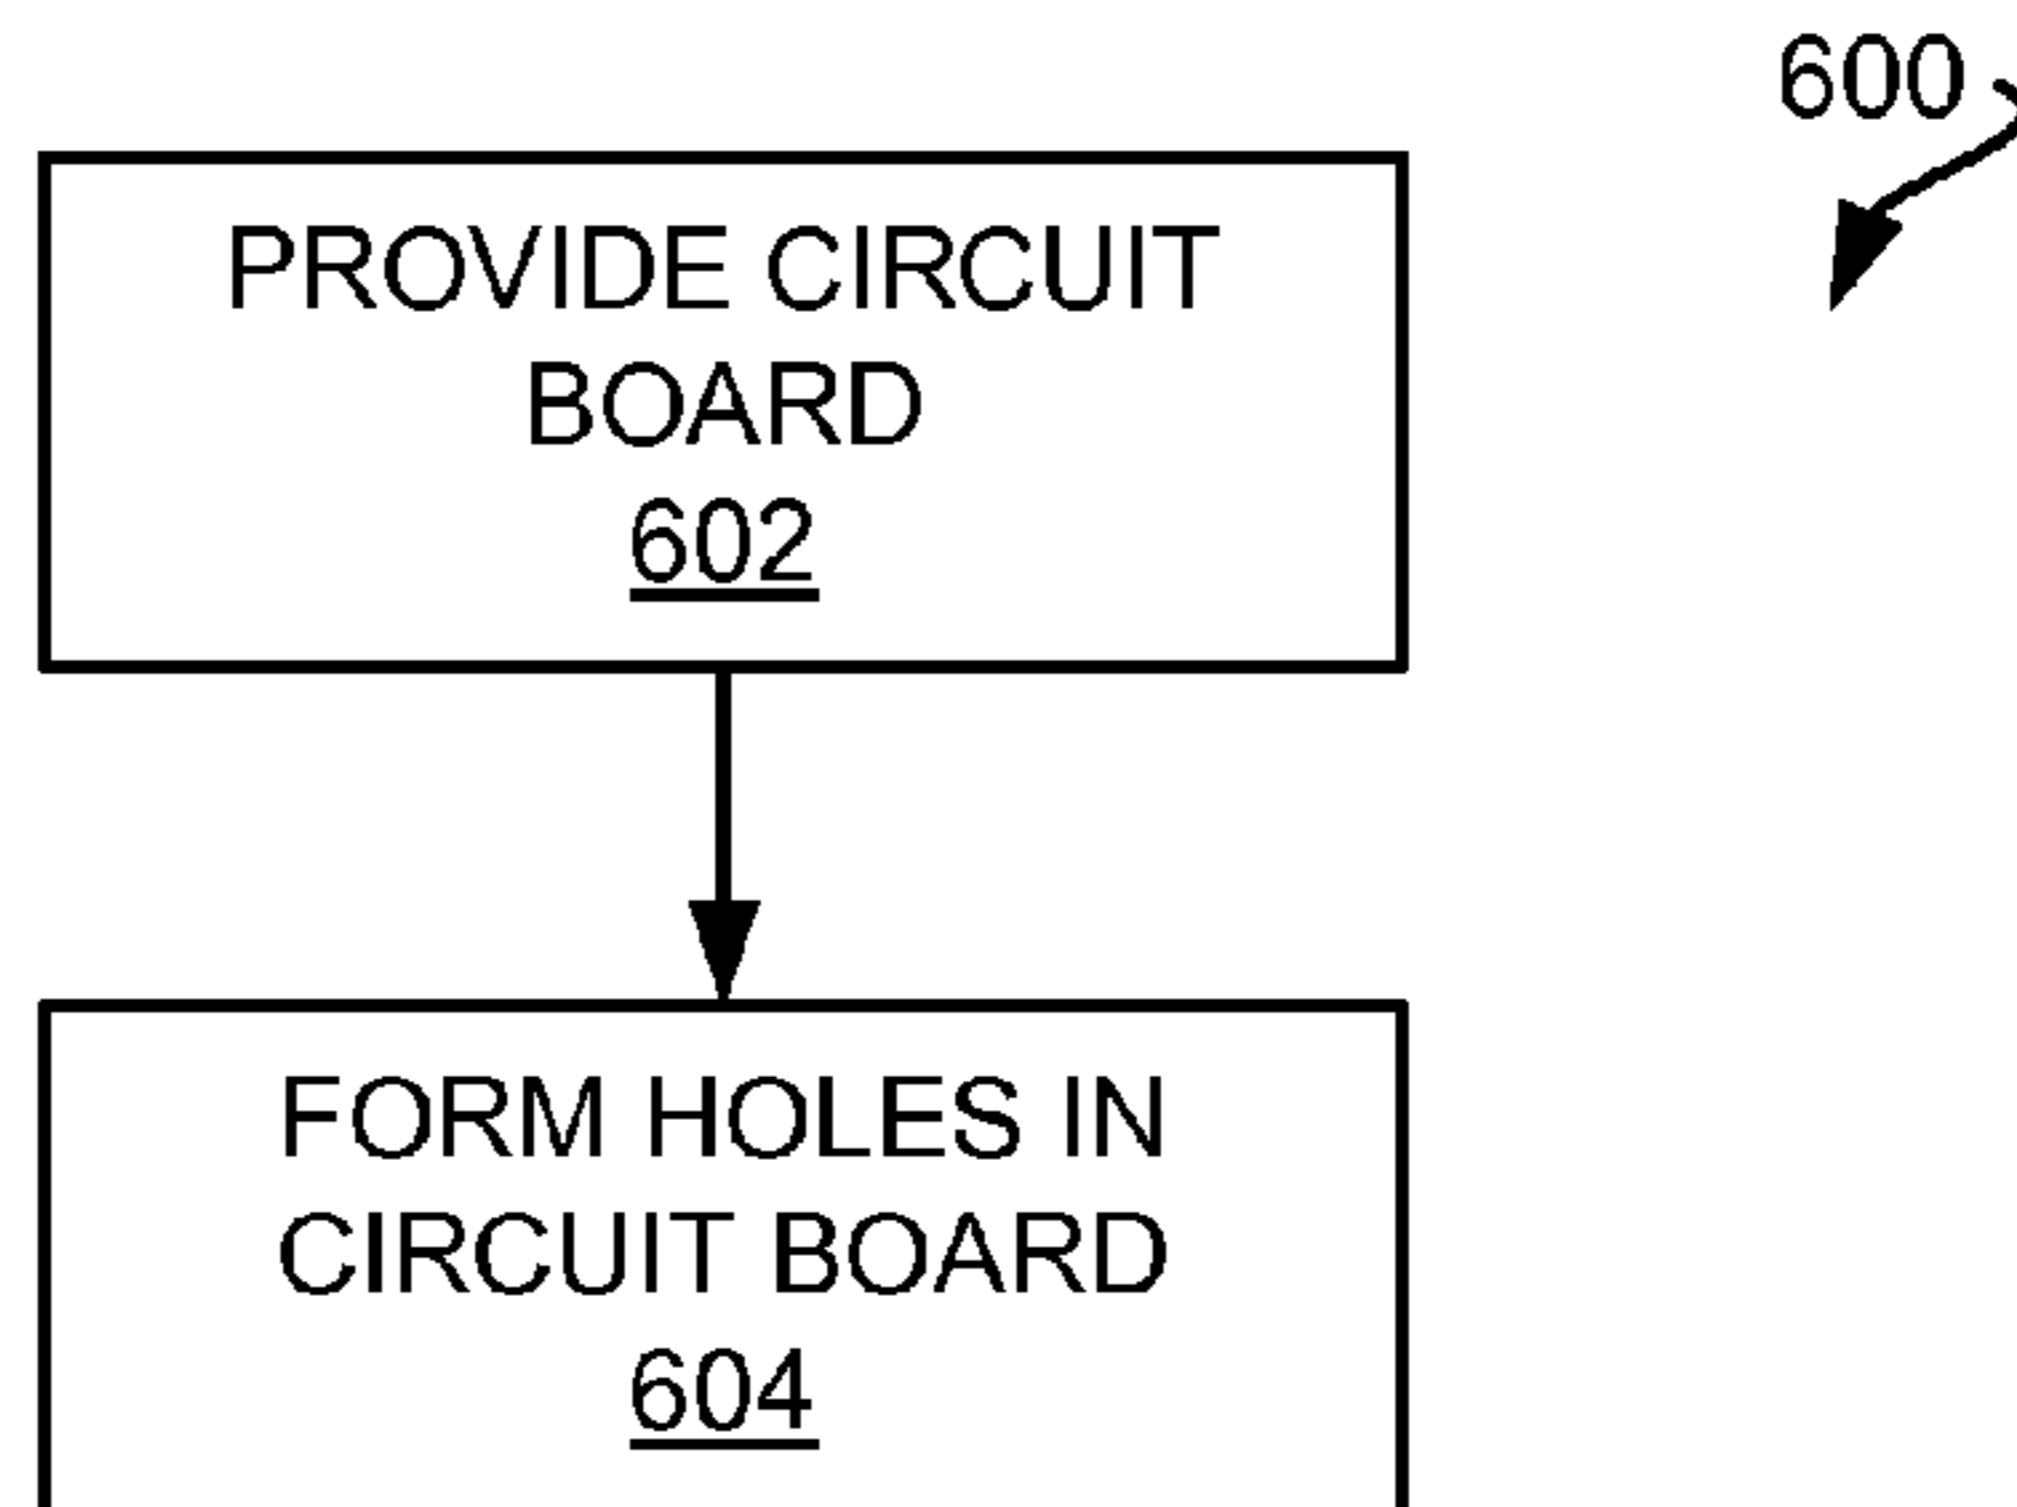 600
PROVIDE CIRCUIT
BOARD
602
FORM HOLES IN
CIRCUIT BOARD
604